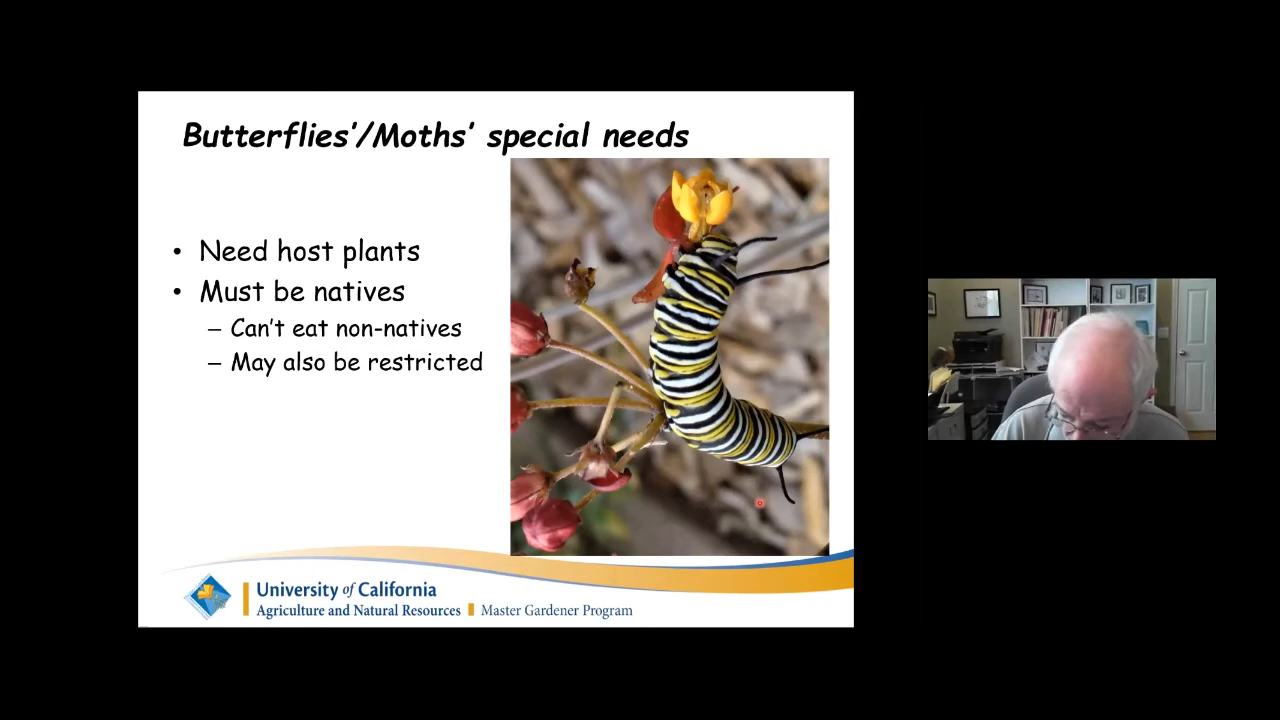 Butterflies’/Moths’ special needs
• Need host plants
• Must be natives
– Can’t eat non-natives
– May also be restricted
University of California
Agriculture and Natural Resources Master Gardener Program